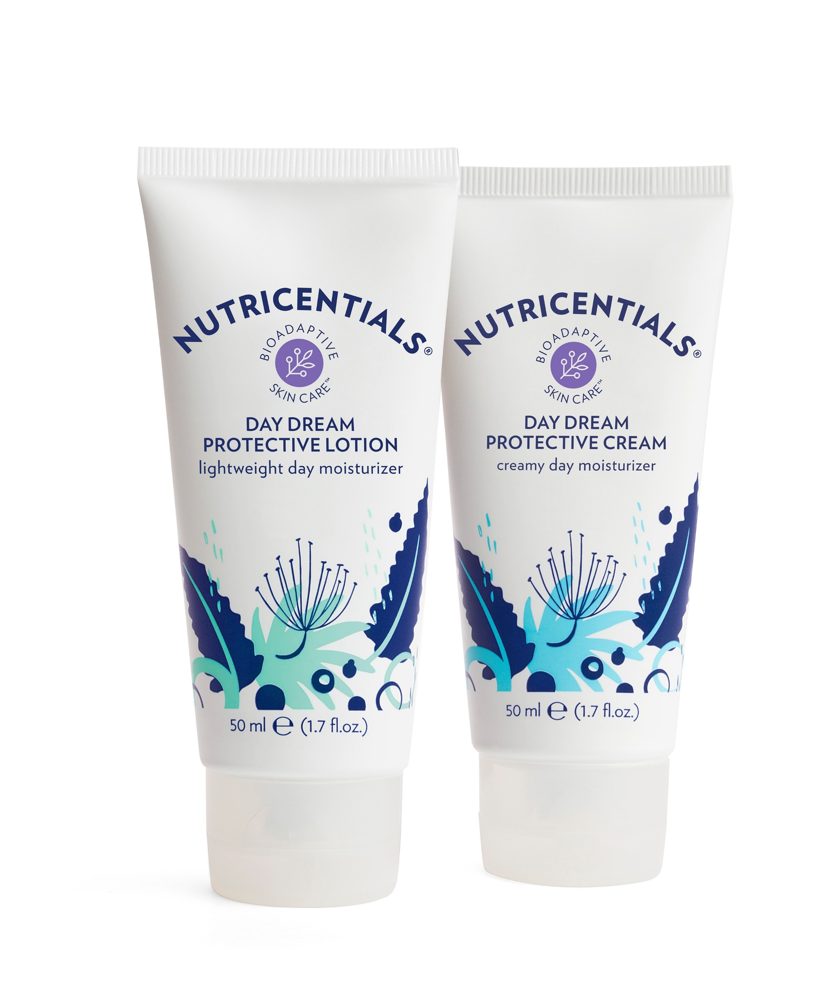 NUTRICENTIALS®
BIOADAPTIVE
SKIN CARE™
DAY DREAM
PROTECTIVE LOTION
lightweight day moisturizer
50 ml ℮ (1.7 fl.oz.)
NUTRICENTIALS®
BIOADAPTIVE
SKIN CARE™
DAY DREAM
PROTECTIVE CREAM
creamy day moisturizer
50 ml ℮ (1.7 fl.oz.)